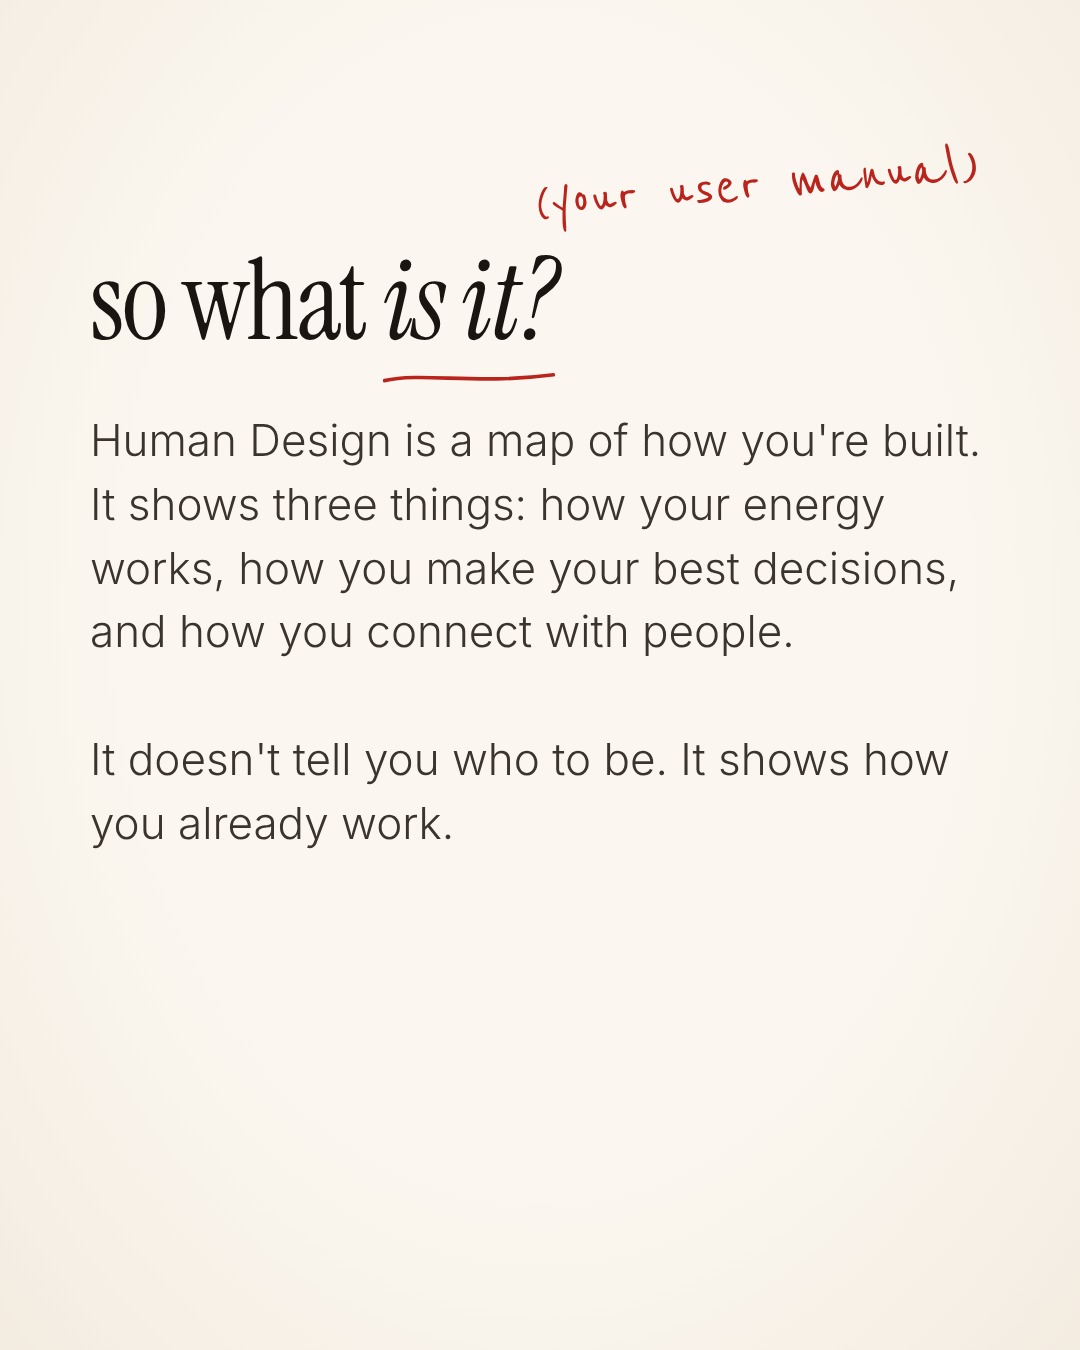 (your user manual)
so what is it?
Human Design is a map of how you're built.
It shows three things: how your energy
works, how you make your best decisions,
and how you connect with people.
It doesn't tell you who to be. It shows how
you already work.